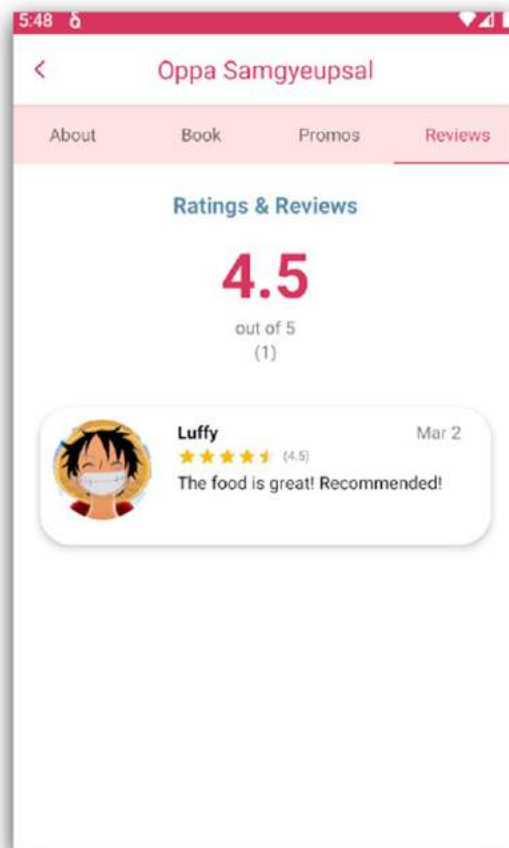 5:48
Oppa Samgyeupsal
About Book Promos Reviews
Ratings & Reviews
4.5
out of 5
(1)
Luffy Mar 2
(4.5)
The food is great! Recommended!